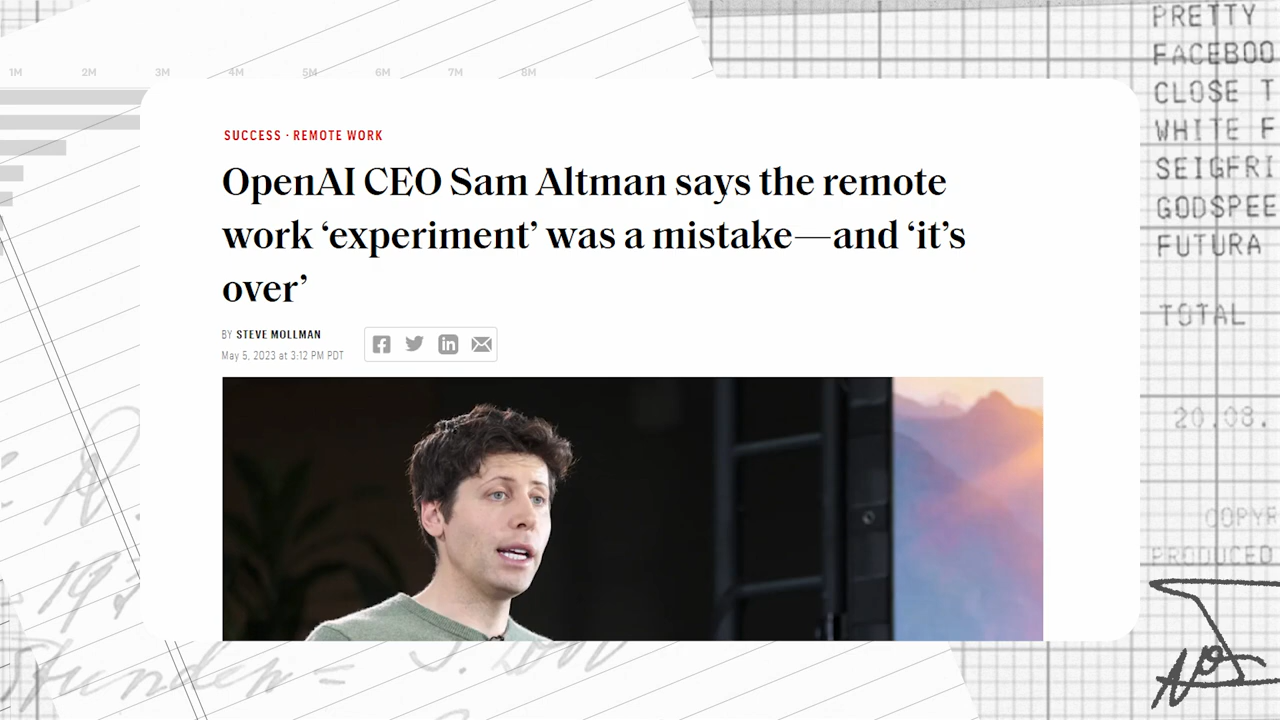 1M 2M 3M 4M 5M 6M 7M 8M
SUCCESS · REMOTE WORK
OpenAI CEO Sam Altman says the remote
work ‘experiment’ was a mistake—and ‘it’s
over’
BY STEVE MOLLMAN
May 5, 2023 at 3:12 PM PDT
PRETTY
FACEBOO
CLOSE T
WHITE F
SEIGFRI
GODSPEE
FUTURA
TOTAL
20.08.
COPYR
PRODUCED
Stunden =